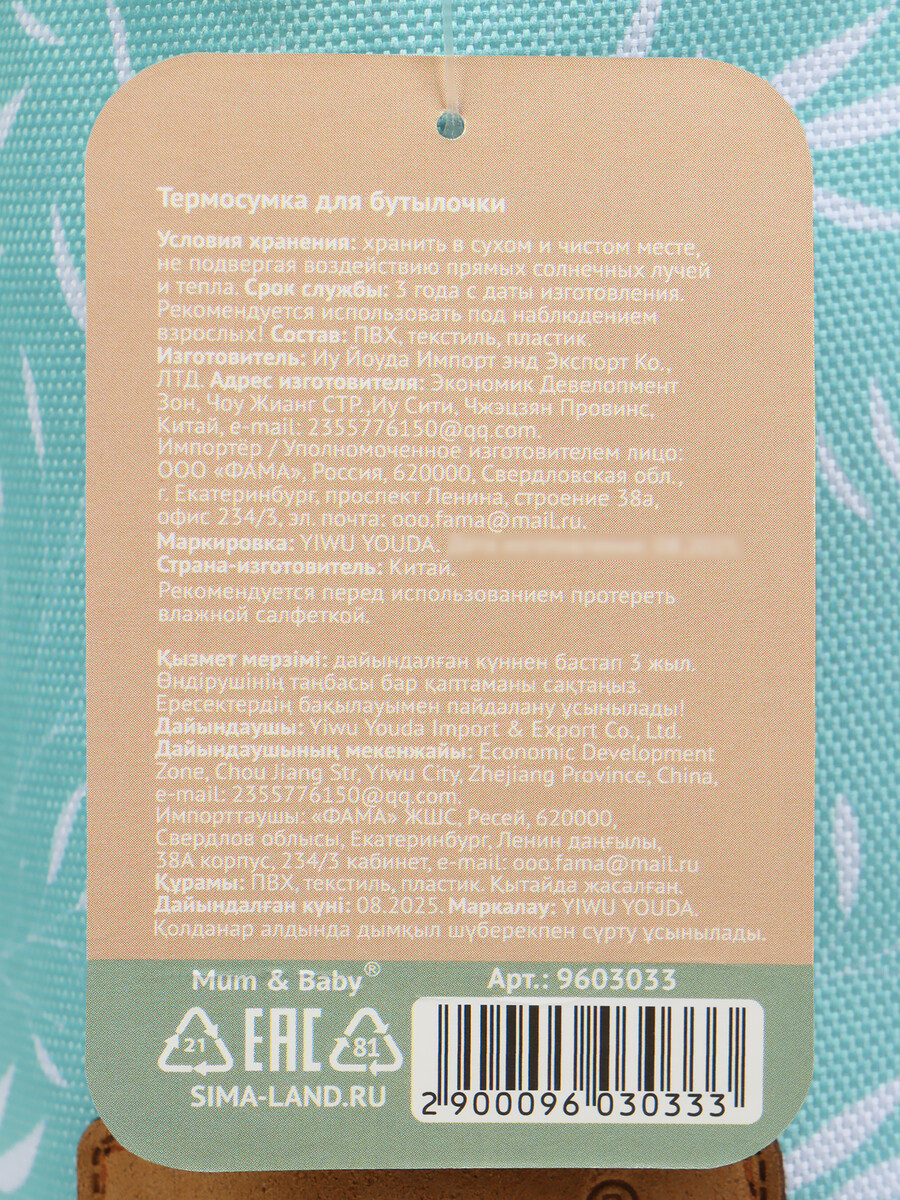 Термосумка для бутылочки
Условия хранения: хранить в сухом и чистом месте,
не подвергая воздействию прямых солнечных лучей
и тепла. Срок службы: 3 года с даты изготовления.
Рекомендуется использовать под наблюдением
взрослых! Состав: ПВХ, текстиль, пластик.
Изготовитель: Иу Йоуда Импорт энд Экспорт Ко.,
ЛТД. Адрес изготовителя: Экономик Девелопмент
Зон, Чоу Жианг СТР.,Иу Сити, Чжэцзян Провинс,
Китай, e-mail: 2355776150@qq.com.
Импортёр / Уполномоченное изготовителем лицо:
ООО «ФАМА», Россия, 620000, Свердловская обл.,
г. Екатеринбург, проспект Ленина, строение 38а,
офис 234/3, эл. почта: ooo.fama@mail.ru.
Маркировка: YIWU YOUDA.
Страна-изготовитель: Китай.
Рекомендуется перед использованием протереть
влажной салфеткой.
Қызмет мерзімі: дайындалған күннен бастап 3 жыл.
Өндірушінің таңбасы бар қаптаманы сақтаңыз.
Ересектердің бақылауымен пайдалану ұсынылады!
Дайындаушы: Yiwu Youda Import & Export Co., Ltd.
Дайындаушының мекенжайы: Economic Development
Zone, Chou Jiang Str, Yiwu City, Zhejiang Province, China,
e-mail: 2355776150@qq.com.
Импорттаушы: «ФАМА» ЖШС, Ресей, 620000,
Свердлов облысы, Екатеринбург, Ленин даңғылы,
38А корпус, 234/3 кабинет, e-mail: ooo.fama@mail.ru
Құрамы: ПВХ, текстиль, пластик. Қытайда жасалған.
Дайындалған күні: 08.2025. Маркалау: YIWU YOUDA.
Қолданар алдында дымқыл шүберекпен сүрту ұсынылады.
Mum & Baby® Арт.: 9603033
21 EAC 81
SIMA-LAND.RU
2 900096 030333